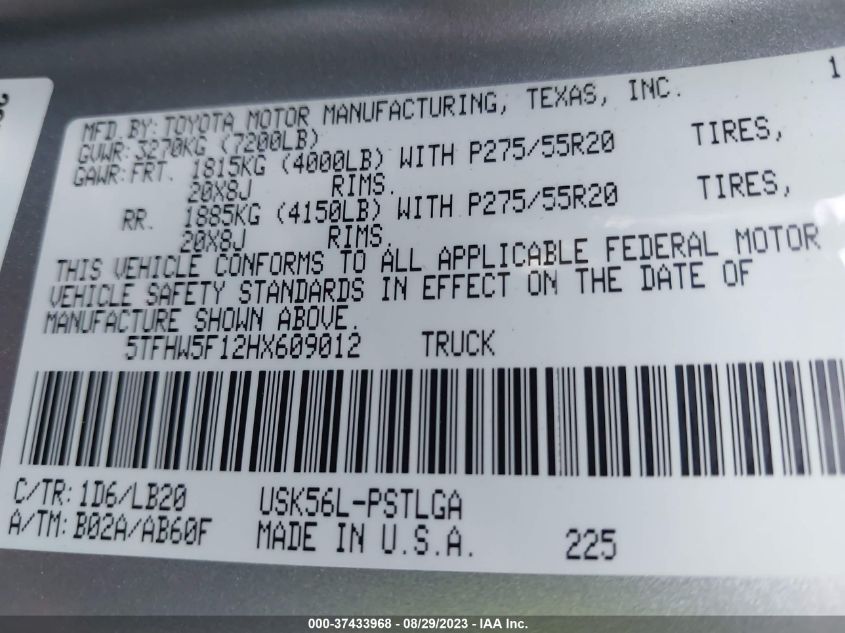 MFD. BY: TOYOTA MOTOR MANUFACTURING, TEXAS, INC. 1
GVWR: 3270KG (7200LB)
GAWR: FRT. 1815KG (4000LB) WITH P275/55R20 TIRES,
20X8J RIMS.
RR. 1885KG (4150LB) WITH P275/55R20 TIRES,
20X8J RIMS.
THIS VEHICLE CONFORMS TO ALL APPLICABLE FEDERAL MOTOR
VEHICLE SAFETY STANDARDS IN EFFECT ON THE DATE OF
MANUFACTURE SHOWN ABOVE.
5TFHW5F12HX609012 TRUCK
C/TR: 1D6/LB20 USK56L-PSTLGA
A/TM: B02A/AB60F MADE IN U.S.A. 225
000-37433968 - 08/29/2023 - IAA Inc.